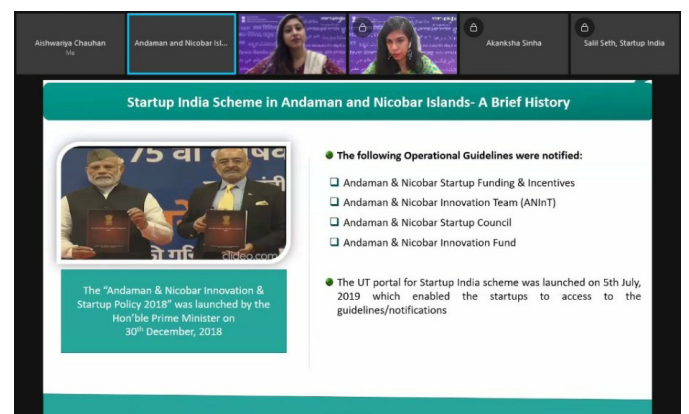 Aishwariya Chauhan
Me
Andaman and Nicobar Isl...
Akanksha Sinha
Salil Seth, Startup India
Startup India Scheme in Andaman and Nicobar Islands- A Brief History
75
clideo.com
The "Andaman & Nicobar Innovation &
Startup Policy 2018" was launched by the
Hon'ble Prime Minister on
30th December, 2018
The following Operational Guidelines were notified:
Andaman & Nicobar Startup Funding & Incentives
Andaman & Nicobar Innovation Team (ANInT)
Andaman & Nicobar Startup Council
Andaman & Nicobar Innovation Fund
The UT portal for Startup India scheme was launched on 5th July,
2019 which enabled the startups to access to the
guidelines/notifications